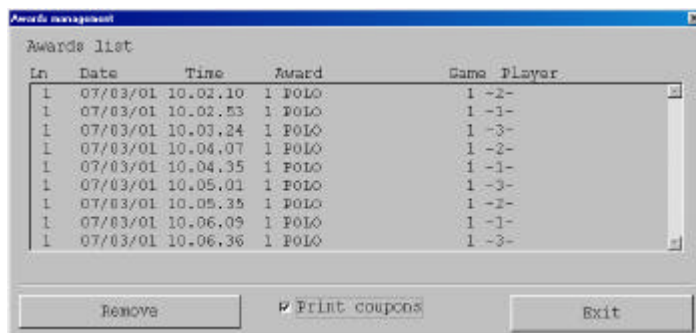 Awards management
Awards list
Ln Date Time Award Game Player
1 07/03/01 10.02.10 1 POLO 1 -2-
1 07/03/01 10.02.53 1 POLO 1 -1-
1 07/03/01 10.03.24 1 POLO 1 -3-
1 07/03/01 10.04.07 1 POLO 1 -2-
1 07/03/01 10.04.35 1 POLO 1 -1-
1 07/03/01 10.05.01 1 POLO 1 -3-
1 07/03/01 10.05.35 1 POLO 1 -2-
1 07/03/01 10.06.09 1 POLO 1 -1-
1 07/03/01 10.06.36 1 POLO 1 -3-
Remove Print coupons Exit